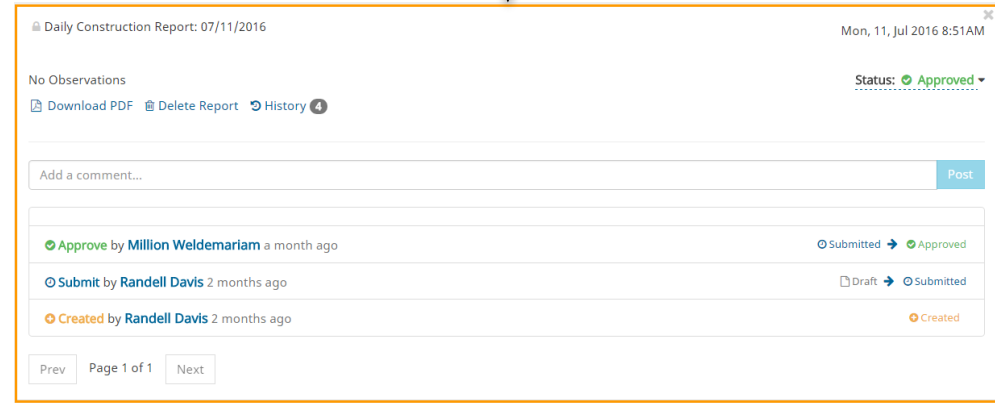 Daily Construction Report: 07/11/2016
Mon, 11, Jul 2016 8:51AM
No Observations
Status: Approved
Download PDF Delete Report History 4
Add a comment... Post
Approve by Million Weldemariam a month ago Submitted Approved
Submit by Randell Davis 2 months ago Draft Submitted
Created by Randell Davis 2 months ago Created
Prev Page 1 of 1 Next